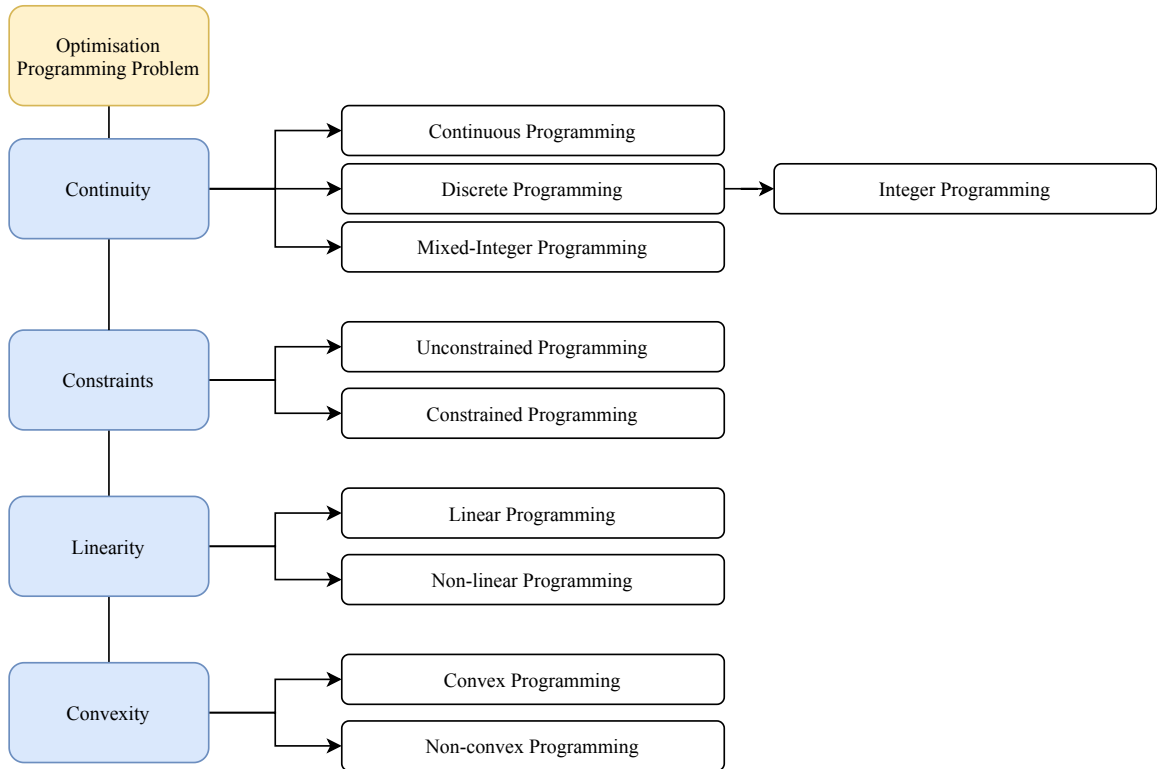 Optimisation
Programming Problem
Continuous Programming
Continuity
Discrete Programming
Integer Programming
Mixed-Integer Programming
Unconstrained Programming
Constraints
Constrained Programming
Linear Programming
Linearity
Non-linear Programming
Convex Programming
Convexity
Non-convex Programming